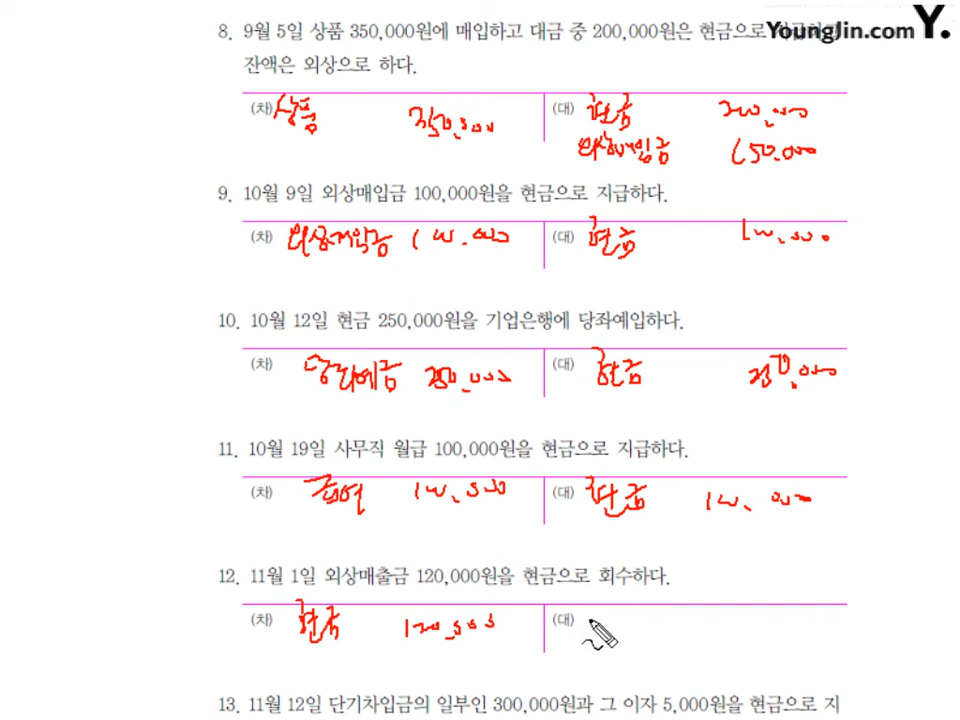 YoungJin.com Y.
8. 9월 5일 상품 350,000원에 매입하고 대금 중 200,000원은 현금으로
잔액은 외상으로 하다.
(차) 상품 350,000 (대) 현금 200,000
외상매입금 150,000
9. 10월 9일 외상매입금 100,000원을 현금으로 지급하다.
(차) 외상매입금 100,000 (대) 현금 100,000
10. 10월 12일 현금 250,000원을 기업은행에 당좌예입하다.
(차) 당좌예금 250,000 (대) 현금 250,000
11. 10월 19일 사무직 월급 100,000원을 현금으로 지급하다.
(차) 급여 100,000 (대) 현금 100,000
12. 11월 1일 외상매출금 120,000원을 현금으로 회수하다.
(차) 현금 120,000 (대)
13. 11월 12일 단기차입금의 일부인 300,000원과 그 이자 5,000원을 현금으로 지